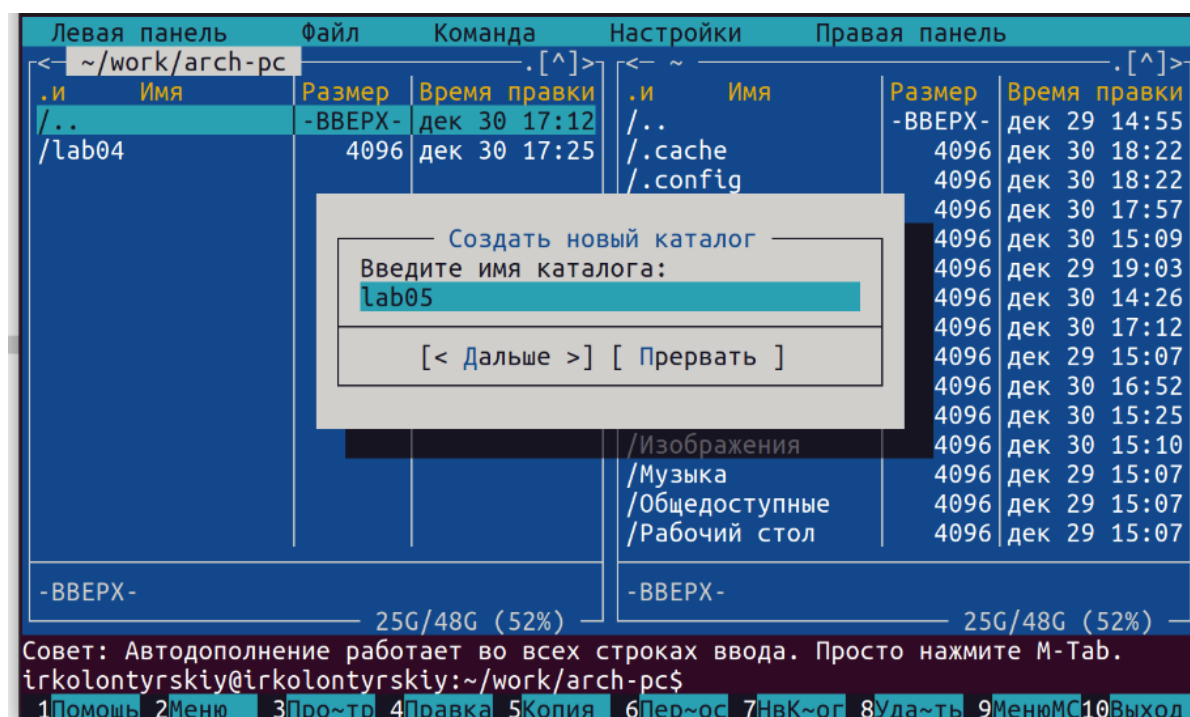 Левая панель Файл Команда Настройки Правая панель
<— ~/work/arch-pc .[^]> <— ~ .[^]>
.и Имя Размер Время правки .и Имя Размер Время правки
/.. -ВВЕРХ- дек 30 17:12 /.. -ВВЕРХ- дек 29 14:55
/lab04 4096 дек 30 17:25 /.cache 4096 дек 30 18:22
/.config 4096 дек 30 18:22
4096 дек 30 17:57
Создать новый каталог 4096 дек 30 15:09
Введите имя каталога: 4096 дек 29 19:03
lab05 4096 дек 30 14:26
4096 дек 30 17:12
[< Дальше >] [ Прервать ] 4096 дек 29 15:07
4096 дек 30 16:52
4096 дек 30 15:25
/Изображения 4096 дек 30 15:10
/Музыка 4096 дек 29 15:07
/Общедоступные 4096 дек 29 15:07
/Рабочий стол 4096 дек 29 15:07
-ВВЕРХ- -ВВЕРХ-
25G/48G (52%) 25G/48G (52%)
Совет: Автодополнение работает во всех строках ввода. Просто нажмите M-Tab.
irkolontyrskiy@irkolontyrskiy:~/work/arch-pc$
1Помощь 2Меню 3Про~тр 4Правка 5Копия 6Пер~ос 7НвК~ог 8Уда~ть 9МенюМС 10Выход